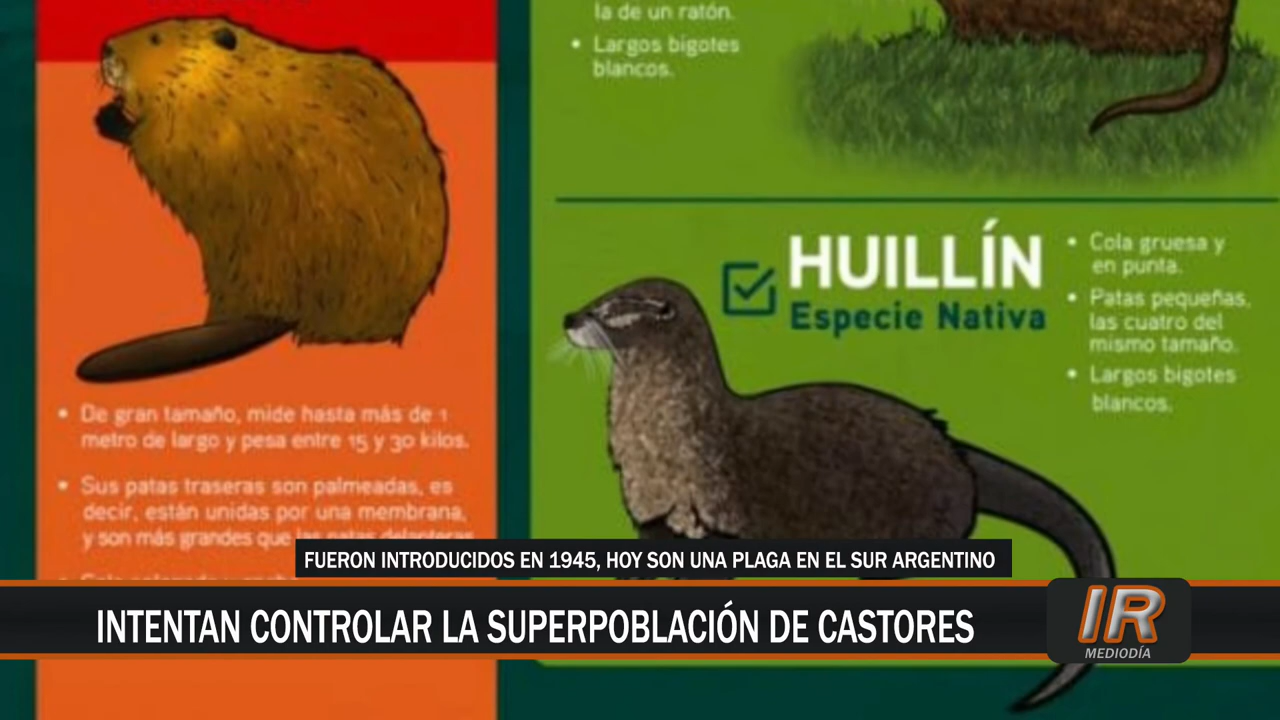 la de un ratón.
• Largos bigotes
blancos.
HUILLÍN
Especie Nativa
• Cola gruesa y
en punta.
• Patas pequeñas,
las cuatro del
mismo tamaño.
• Largos bigotes
blancos.
• De gran tamaño, mide hasta más de 1
metro de largo y pesa entre 15 y 30 kilos.
• Sus patas traseras son palmeadas, es
decir, están unidas por una membrana,
y son más grandes que las patas delanteras
FUERON INTRODUCIDOS EN 1945, HOY SON UNA PLAGA EN EL SUR ARGENTINO
INTENTAN CONTROLAR LA SUPERPOBLACIÓN DE CASTORES
IR
MEDIODÍA